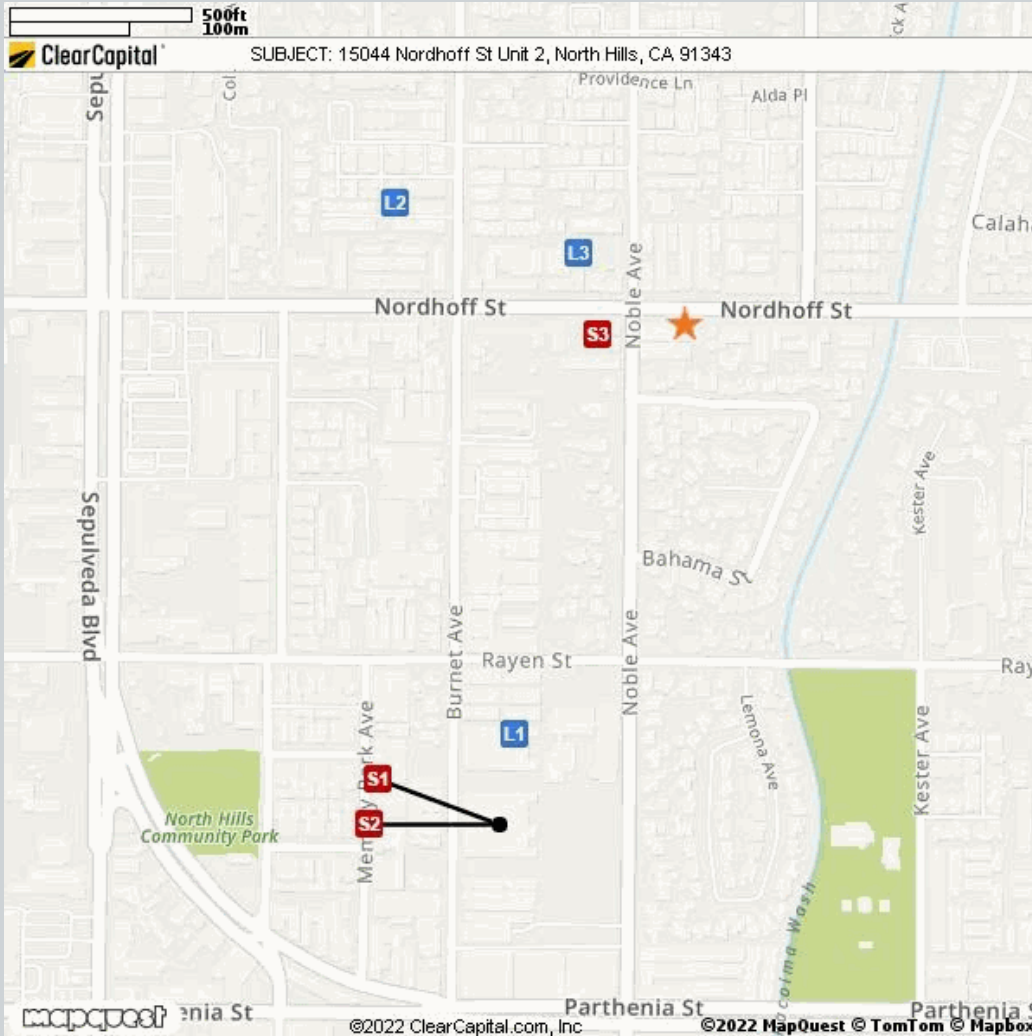 500ft
100m
ClearCapital
SUBJECT: 15044 Nordhoff St Unit 2, North Hills, CA 91343
Providence Ln
Alda Pl
L2
Calah
L3
Noble Ave
Nordhoff St
Nordhoff St
S3
Sepulveda Blvd
Kester Ave
Bahama St
Burnet Ave
Rayen St
Noble Ave
Ray
Lemona Ave
L1
Kester Ave
S1
North Hills
Community Park
S2
Parthenia St
Parthenia
mapquest
enia St
©2022 ClearCapital.com, Inc
©2022 MapQuest © TomTom © Mapbox